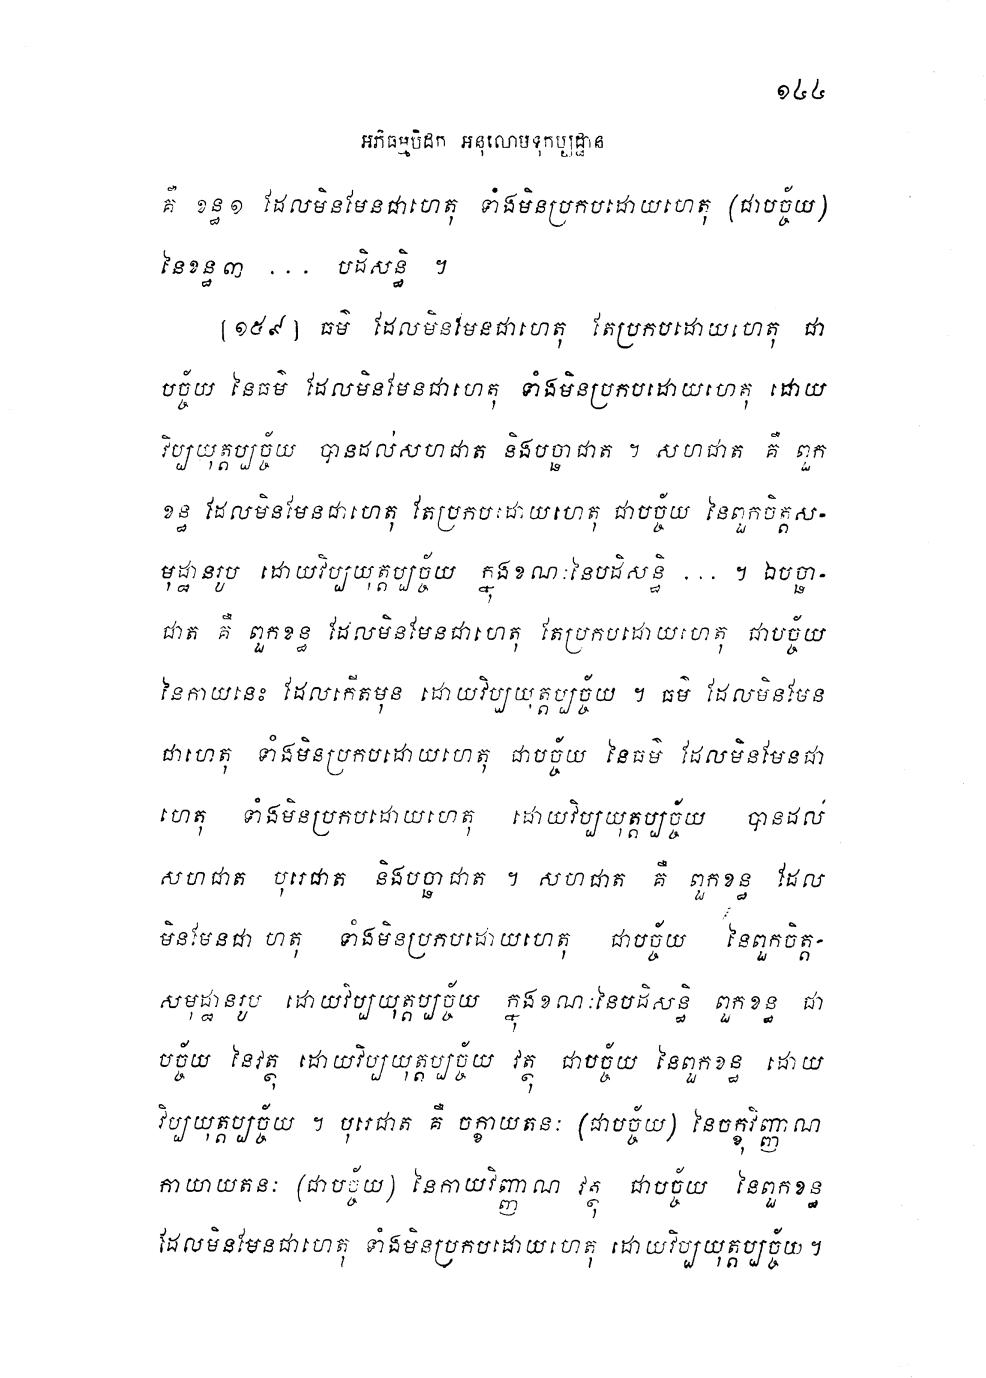 ១៤៤
អភិធម្មបិដក អនុលោមទុកប្បដ្ឋាន
គឺ ខន្ធ១ ដែលមិនមែនជាហេតុ ទាំងមិនប្រកបដោយហេតុ (ជាបច្ច័យ)
នៃខន្ធ៣ ... បដិសន្ធិ ។
[១៥៩] ធម៌ ដែលមិនមែនជាហេតុ តែប្រកបដោយហេតុ ជា
បច្ច័យ នៃធម៌ ដែលមិនមែនជាហេតុ ទាំងមិនប្រកបដោយហេតុ ដោយ
វិប្បយុត្តប្បច្ច័យ បានដល់សហជាត និងបច្ឆាជាត ។ សហជាត គឺ ពួក
ខន្ធ ដែលមិនមែនជាហេតុ តែប្រកបដោយហេតុ ជាបច្ច័យ នៃពួកចិត្តស-
មុដ្ឋានរូប ដោយវិប្បយុត្តប្បច្ច័យ ក្នុងខណៈនៃបដិសន្ធិ ... ។ ឯបច្ឆា-
ជាត គឺ ពួកខន្ធ ដែលមិនមែនជាហេតុ តែប្រកបដោយហេតុ ជាបច្ច័យ
នៃកាយនេះ ដែលកើតមុន ដោយវិប្បយុត្តប្បច្ច័យ ។ ធម៌ ដែលមិនមែន
ជាហេតុ ទាំងមិនប្រកបដោយហេតុ ជាបច្ច័យ នៃធម៌ ដែលមិនមែនជា
ហេតុ ទាំងមិនប្រកបដោយហេតុ ដោយវិប្បយុត្តប្បច្ច័យ បានដល់
សហជាត បុរេជាត និងបច្ឆាជាត ។ សហជាត គឺ ពួកខន្ធ ដែល
មិនមែនជាហេតុ ទាំងមិនប្រកបដោយហេតុ ជាបច្ច័យ នៃពួកចិត្ត-
សមុដ្ឋានរូប ដោយវិប្បយុត្តប្បច្ច័យ ក្នុងខណៈនៃបដិសន្ធិ ពួកខន្ធ ជា
បច្ច័យ នៃវត្ថុ ដោយវិប្បយុត្តប្បច្ច័យ វត្ថុ ជាបច្ច័យ នៃពួកខន្ធ ដោយ
វិប្បយុត្តប្បច្ច័យ ។ បុរេជាត គឺ ចក្ខាយតនៈ (ជាបច្ច័យ) នៃចក្ខុវិញ្ញាណ
កាយាយតនៈ (ជាបច្ច័យ) នៃកាយវិញ្ញាណ វត្ថុ ជាបច្ច័យ នៃពួកខន្ធ
ដែលមិនមែនជាហេតុ ទាំងមិនប្រកបដោយហេតុ ដោយវិប្បយុត្តប្បច្ច័យ ។